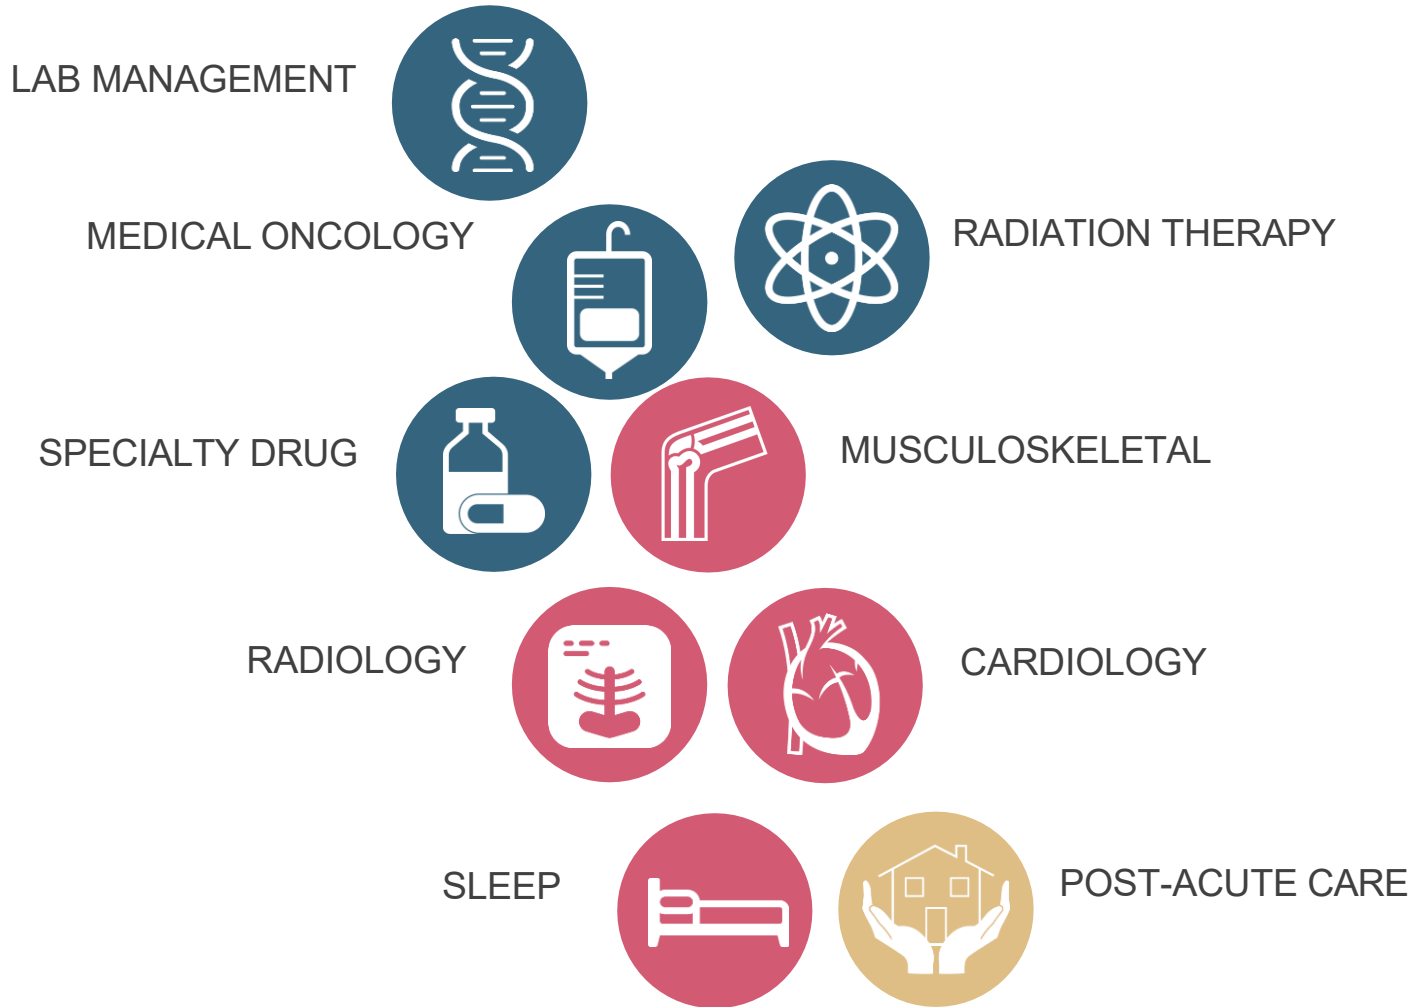 LAB MANAGEMENT
MEDICAL ONCOLOGY
RADIATION THERAPY
SPECIALTY DRUG
MUSCULOSKELETAL
RADIOLOGY
CARDIOLOGY
SLEEP
POST-ACUTE CARE